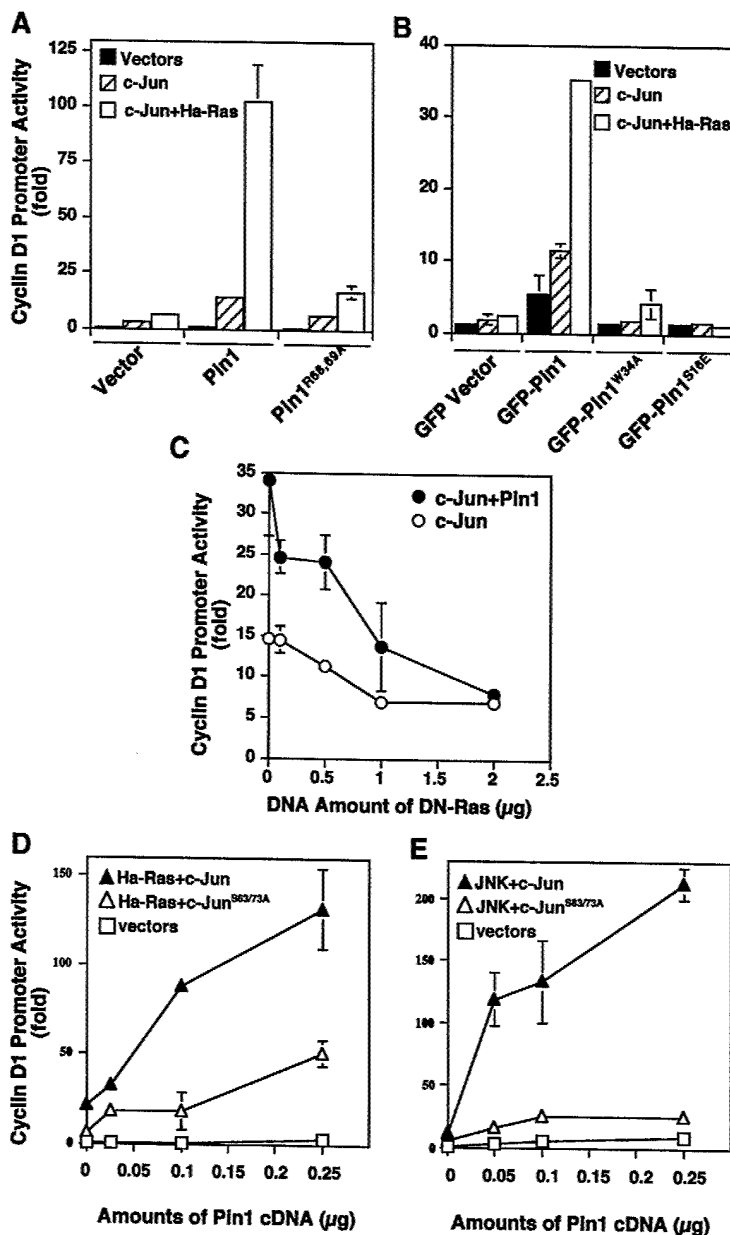 A
Cyclin D1 Promoter Activity
(fold)
125
100
75
50
25
0
Vectors
c-Jun
c-Jun+Ha-Ras
Vector
Pin1
Pin1R68,69A
B
40
30
20
10
0
Vectors
c-Jun
c-Jun+Ha-Ras
GFP Vector
GFP-Pin1
GFP-Pin1W34A
GFP-Pin1S16E
C
Cyclin D1 Promoter Activity
(fold)
35
30
25
20
15
10
5
0
c-Jun+Pin1
c-Jun
0
0.5
1
1.5
2
2.5
DNA Amount of DN-Ras (µg)
D
Cyclin D1 Promoter Activity
(fold)
150
100
50
0
Ha-Ras+c-Jun
Ha-Ras+c-JunS63/73A
vectors
0
0.05
0.1
0.15
0.2
0.25
Amounts of Pin1 cDNA (µg)
E
200
150
100
50
0
JNK+c-Jun
JNK+c-JunS63/73A
vectors
0
0.05
0.1
0.15
0.2
0.25
Amounts of Pin1 cDNA (µg)